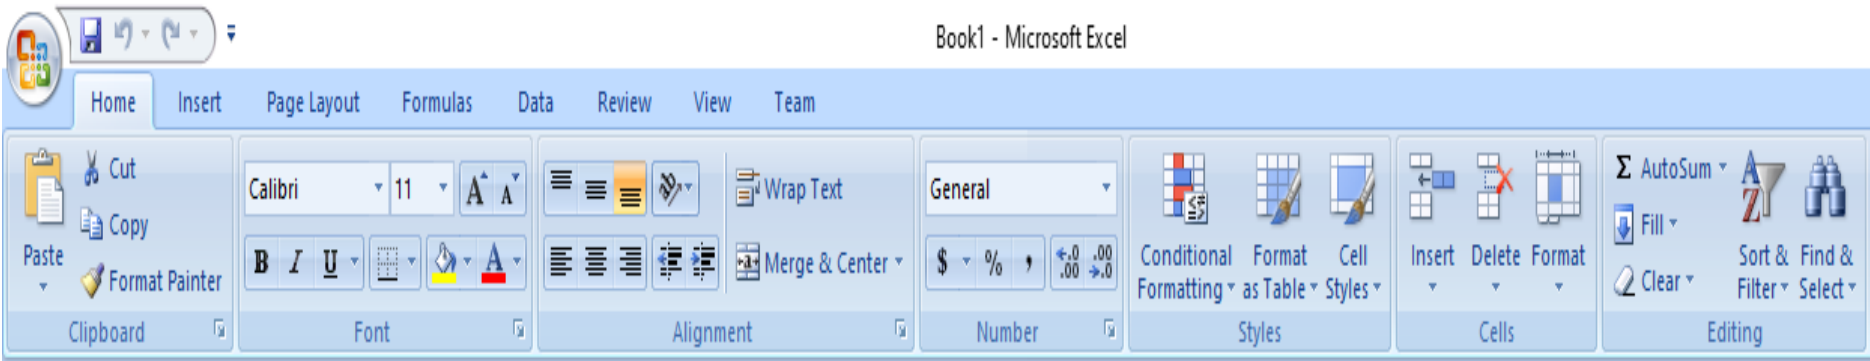 Book1 - Microsoft Excel
Home Insert Page Layout Formulas Data Review View Team
Cut
Copy
Format Painter
Paste
Clipboard
Calibri 11 A A
B I U A
Font
Wrap Text
Merge & Center
Alignment
General
$ % , .0 .00 .00 .0
Number
Conditional Formatting
Format as Table
Cell Styles
Styles
Insert Delete Format
Cells
Σ AutoSum
Fill
Clear
A Z
Sort & Filter
Find & Select
Editing